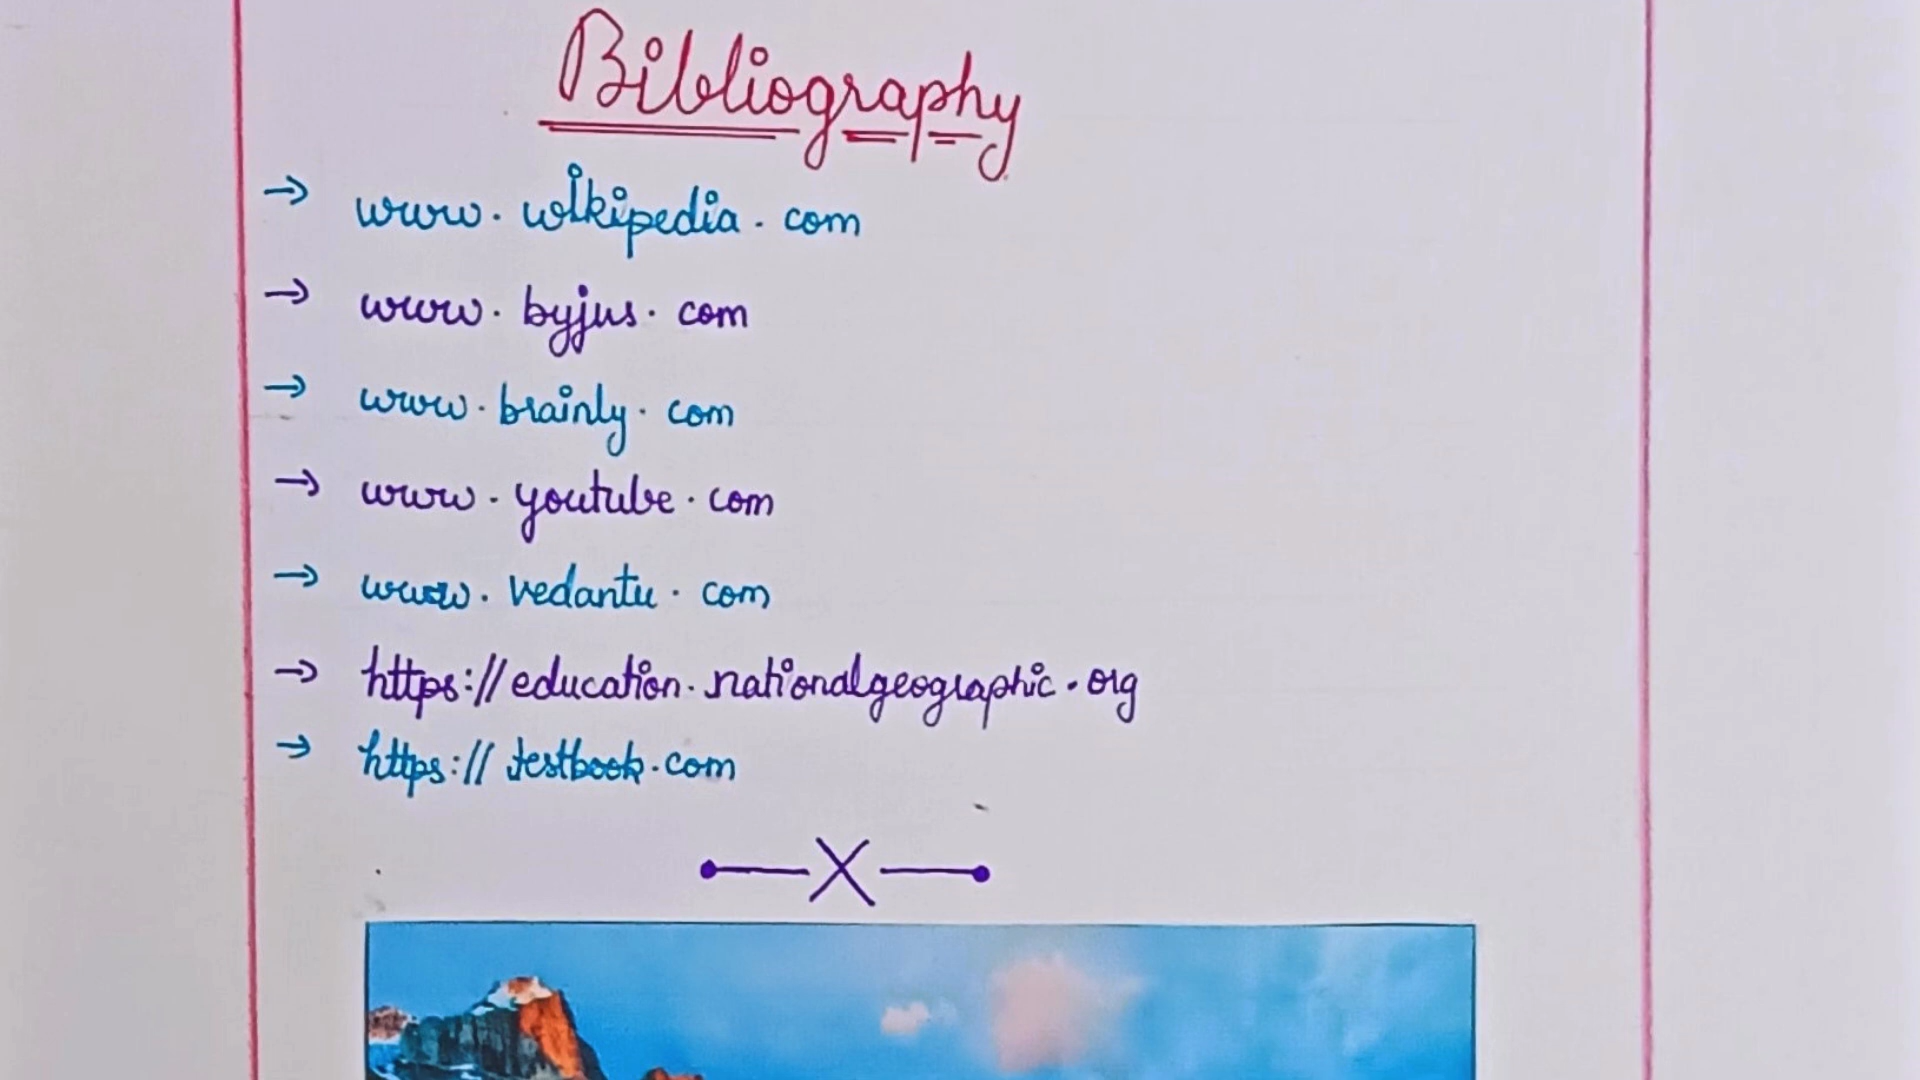 Bibliography
→ www. wikipedia. com
→ www. byjus. com
→ www. brainly. com
→ www. youtube. com
→ www. vedantu. com
→ https://education.nationalgeographic.org
→ https://testbook.com
X